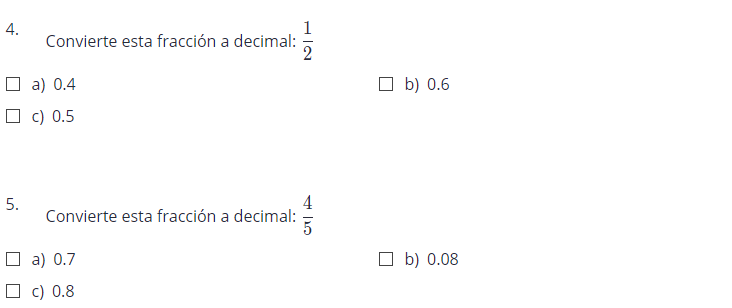 4. Convierte esta fracción a decimal: 1/2
a) 0.4 b) 0.6
c) 0.5
5. Convierte esta fracción a decimal: 4/5
a) 0.7 b) 0.08
c) 0.8